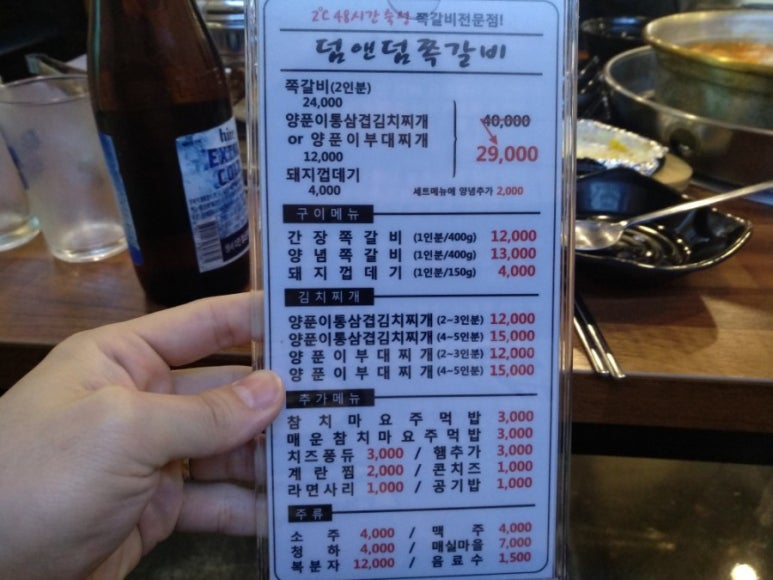 2℃ 48시간 숙성 쪽갈비전문점!
덤앤덤쪽갈비
쪽갈비(2인분)
24,000
양푼이통삼겹김치찌개
or 양푼이부대찌개
12,000
돼지껍데기
4,000
40,000
29,000
세트메뉴에 양념추가 2,000
구이메뉴
간장쪽갈비 (1인분/400g) 12,000
양념쪽갈비 (1인분/400g) 13,000
돼지껍데기 (1인분/150g) 4,000
김치찌개
양푼이통삼겹김치찌개 (2~3인분) 12,000
양푼이통삼겹김치찌개 (4~5인분) 15,000
양푼이부대찌개 (2~3인분) 12,000
양푼이부대찌개 (4~5인분) 15,000
추가메뉴
참치마요주먹밥 3,000
매운참치마요주먹밥 3,000
치즈퐁듀 3,000 / 햄추가 3,000
계란찜 2,000 / 콘치즈 1,000
라면사리 1,000 / 공기밥 1,000
주류
소주 4,000 / 맥주 4,000
청하 4,000 / 매실마을 7,000
복분자 12,000 / 음료수 1,500
EXTRA